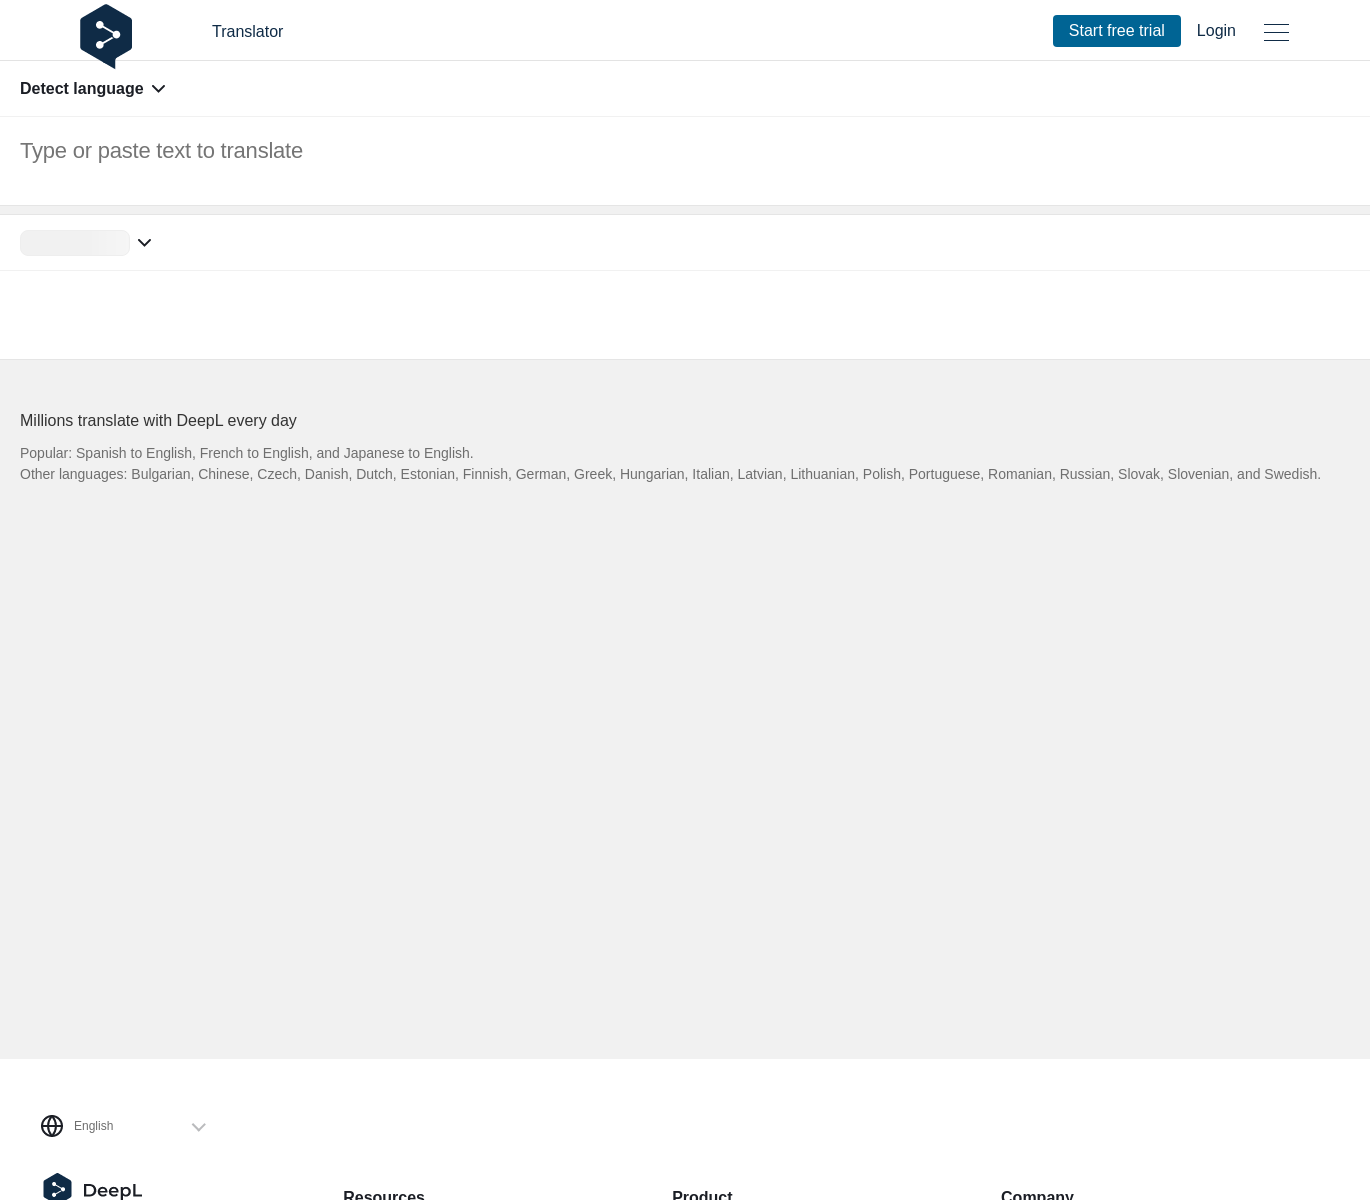 Translator
Start free trial
Login
Detect language
Type or paste text to translate
Millions translate with DeepL every day
Popular: Spanish to English, French to English, and Japanese to English.
Other languages: Bulgarian, Chinese, Czech, Danish, Dutch, Estonian, Finnish, German, Greek, Hungarian, Italian, Latvian, Lithuanian, Polish, Portuguese, Romanian, Russian, Slovak, Slovenian, and Swedish.
English
DeepL
Resources
Product
Company